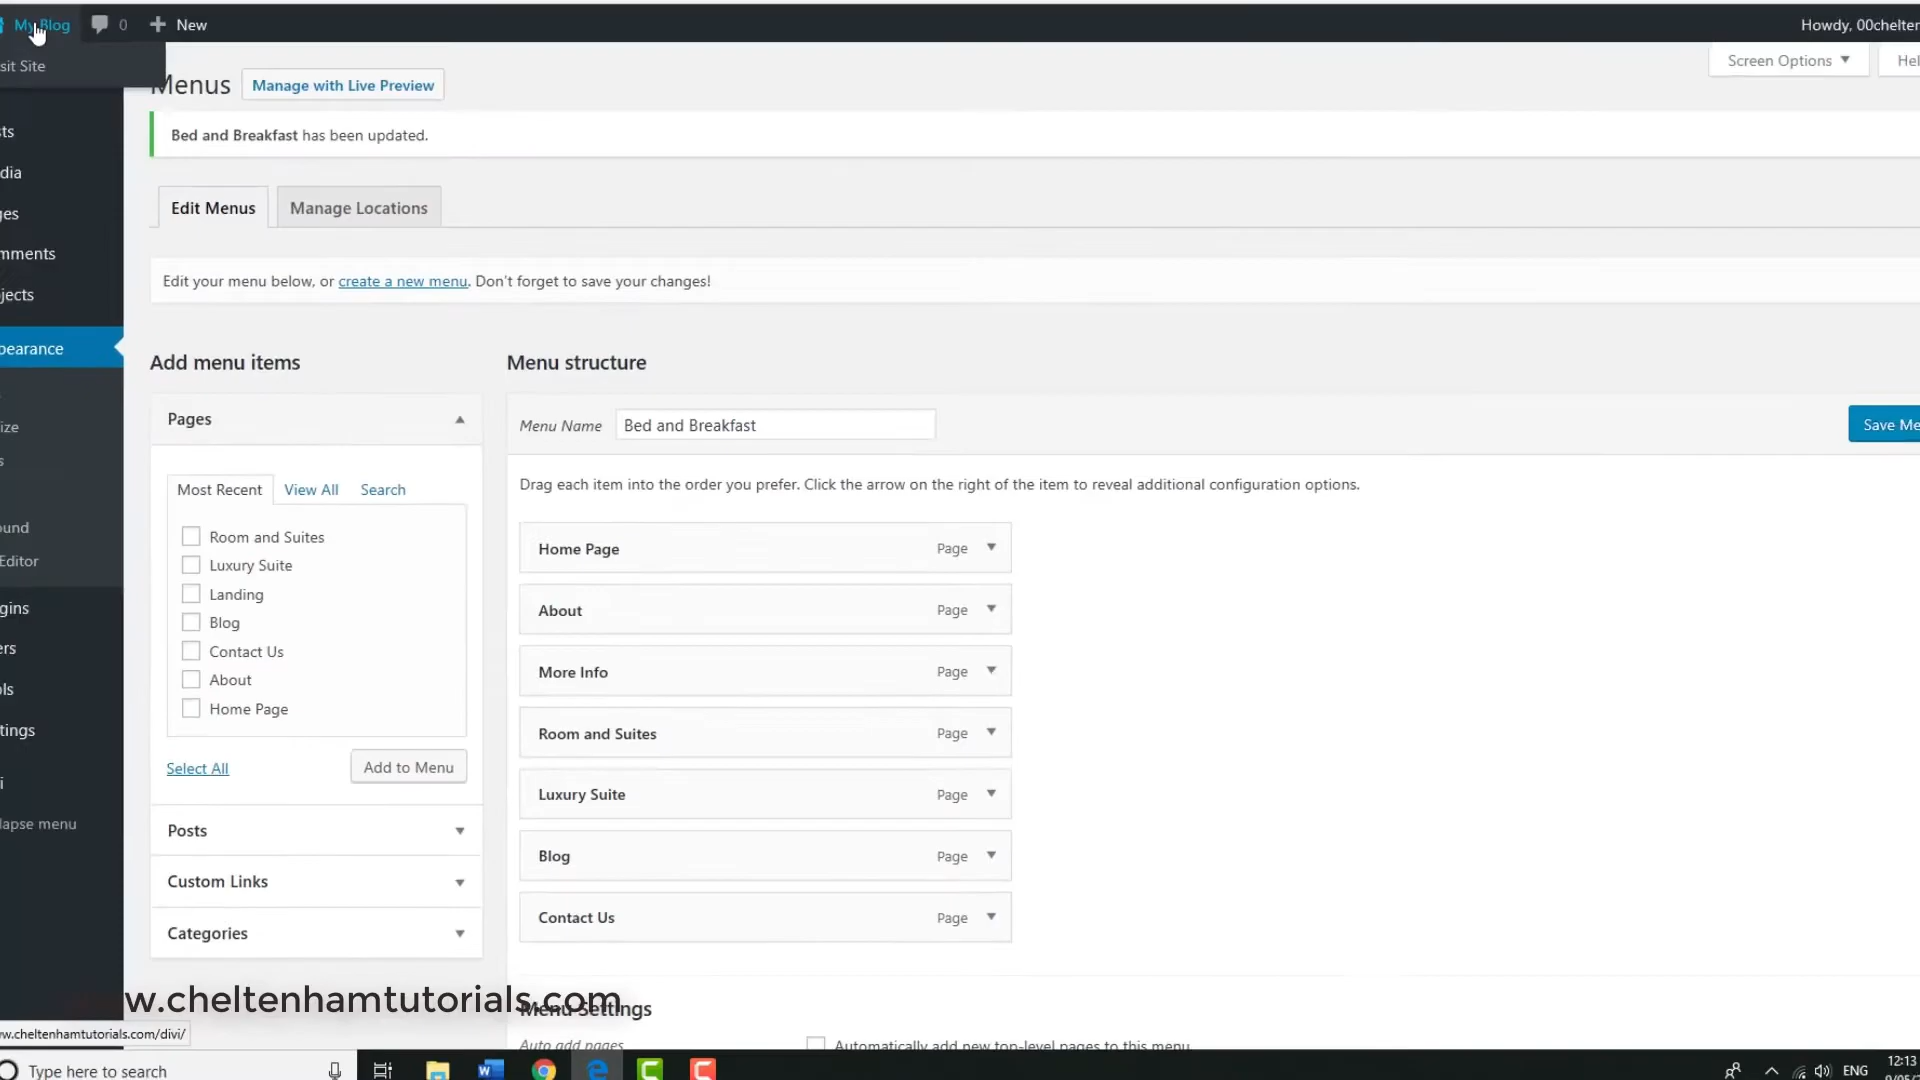 My Blog 0 New Howdy, 00chelten
sit Site
Screen Options Hel
Menus Manage with Live Preview
Bed and Breakfast has been updated.
sts
dia
ges
mments
jects
pearance
ize
s
ound
Editor
gins
ers
ols
tings
i
lapse menu
Edit Menus Manage Locations
Edit your menu below, or create a new menu. Don't forget to save your changes!
Add menu items
Pages
Most Recent View All Search
Room and Suites
Luxury Suite
Landing
Blog
Contact Us
About
Home Page
Select All Add to Menu
Posts
Custom Links
Categories
Menu structure
Menu Name Bed and Breakfast Save Me
Drag each item into the order you prefer. Click the arrow on the right of the item to reveal additional configuration options.
Home Page Page
About Page
More Info Page
Room and Suites Page
Luxury Suite Page
Blog Page
Contact Us Page
Menu Settings
Auto add pages Automatically add new top-level pages to this menu
w.cheltenhamtutorials.com
ww.cheltenhamtutorials.com/divi/
Type here to search
ENG
12:13